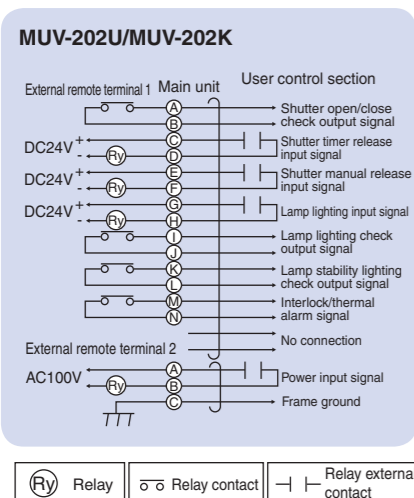 MUV-202U/MUV-202K
External remote terminal 1 Main unit User control section
A
B
Shutter open/close
check output signal
DC24V + -
Ry
C
D
Shutter timer release
input signal
DC24V + -
Ry
E
F
Shutter manual release
input signal
DC24V + -
Ry
G
H
Lamp lighting input signal
I
J
Lamp lighting check
output signal
K
L
Lamp stability lighting
check output signal
M
N
Interlock/thermal
alarm signal
No connection
External remote terminal 2
AC100V
Ry
A
B
Power input signal
C
Frame ground
Ry Relay
Relay contact
Relay external
contact